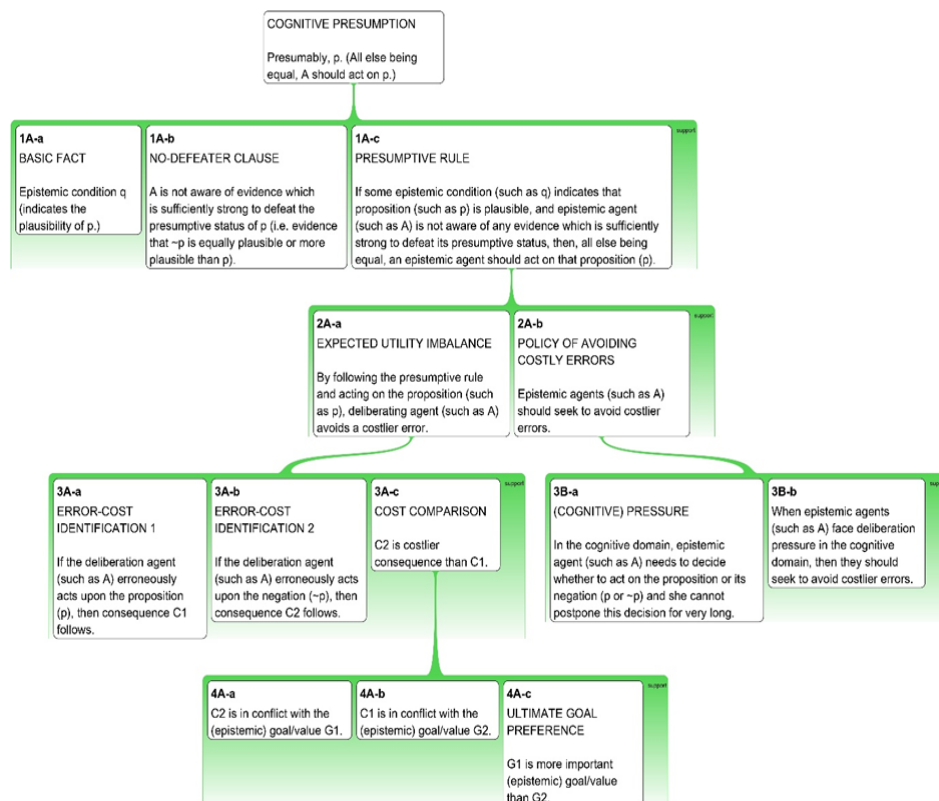 COGNITIVE PRESUMPTION
Presumably, p. (All else being
equal, A should act on p.)
1A-a
BASIC FACT
Epistemic condition q
(indicates the
plausibility of p.)
1A-b
NO-DEFEATER CLAUSE
A is not aware of evidence which
is sufficiently strong to defeat the
presumptive status of p (i.e. evidence
that ~p is equally plausible or more
plausible than p).
1A-c
PRESUMPTIVE RULE
If some epistemic condition (such as q) indicates that
proposition (such as p) is plausible, and epistemic agent
(such as A) is not aware of any evidence which is sufficiently
strong to defeat its presumptive status, then, all else being
equal, an epistemic agent should act on that proposition (p).
support
2A-a
EXPECTED UTILITY IMBALANCE
By following the presumptive rule
and acting on the proposition (such
as p), deliberating agent (such as A)
avoids a costlier error.
2A-b
POLICY OF AVOIDING
COSTLY ERRORS
Epistemic agents (such as A)
should seek to avoid costlier
errors.
support
3A-a
ERROR-COST
IDENTIFICATION 1
If the deliberation agent
(such as A) erroneously
acts upon the proposition
(p), then consequence C1
follows.
3A-b
ERROR-COST
IDENTIFICATION 2
If the deliberation agent
(such as A) erroneously acts
upon the negation (~p), then
consequence C2 follows.
3A-c
COST COMPARISON
C2 is costlier
consequence than C1.
support
3B-a
(COGNITIVE) PRESSURE
In the cognitive domain, epistemic
agent (such as A) needs to decide
whether to act on the proposition or its
negation (p or ~p) and she cannot
postpone this decision for very long.
3B-b
When epistemic agents
(such as A) face deliberation
pressure in the cognitive
domain, then they should
seek to avoid costlier errors.
support
4A-a
C2 is in conflict with the
(epistemic) goal/value G1.
4A-b
C1 is in conflict with the
(epistemic) goal/value G2.
4A-c
ULTIMATE GOAL
PREFERENCE
G1 is more important
(epistemic) goal/value
than G2.
support